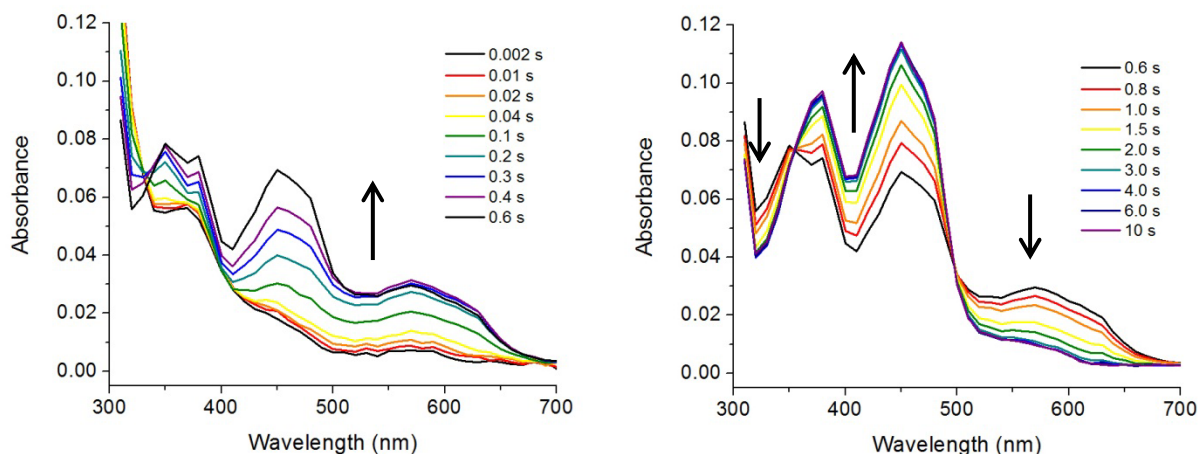 0.12
0.10
0.08
0.06
0.04
0.02
0.00
Absorbance
300 400 500 600 700
Wavelength (nm)
0.002 s
0.01 s
0.02 s
0.04 s
0.1 s
0.2 s
0.3 s
0.4 s
0.6 s
0.12
0.10
0.08
0.06
0.04
0.02
0.00
Absorbance
300 400 500 600 700
Wavelength (nm)
0.6 s
0.8 s
1.0 s
1.5 s
2.0 s
3.0 s
4.0 s
6.0 s
10 s